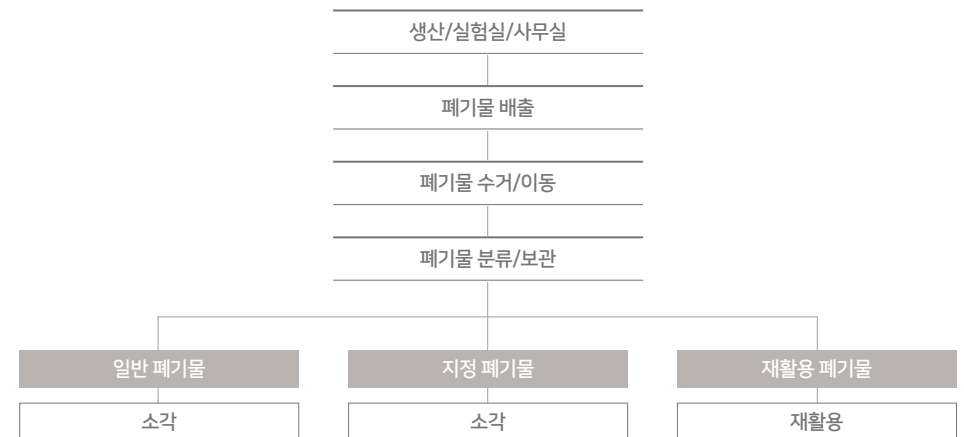 생산/실험실/사무실
폐기물 배출
폐기물 수거/이동
폐기물 분류/보관
일반 폐기물
지정 폐기물
재활용 폐기물
소각
소각
재활용